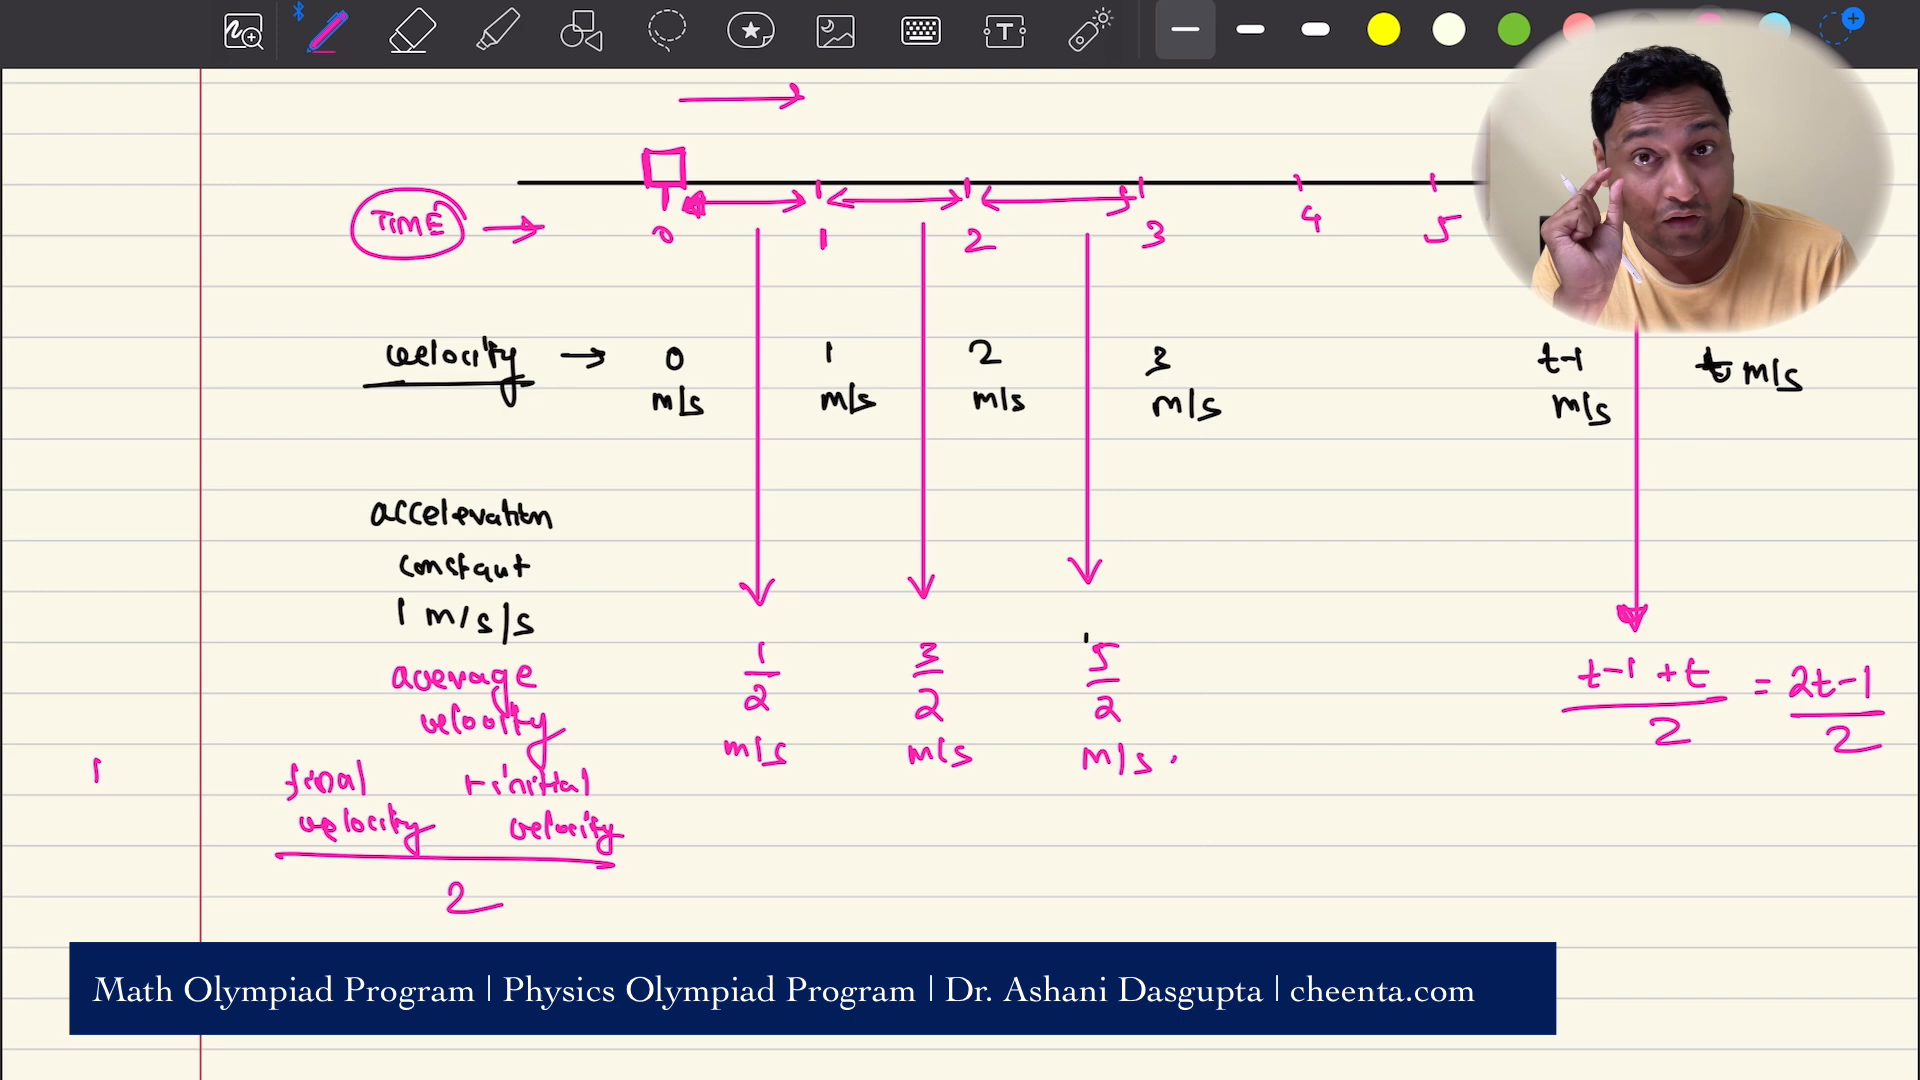 TIME → 0 1 2 3 4 5
velocity → 0 1 2 3 t-1 t m/s
m/s m/s m/s m/s m/s
acceleration
constant
1 m/s/s
average 1/2 3/2 5/2 (t-1+t)/2 = (2t-1)/2
velocity
m/s m/s m/s.
1
final + initial
velocity velocity
2
Math Olympiad Program | Physics Olympiad Program | Dr. Ashani Dasgupta | cheenta.com